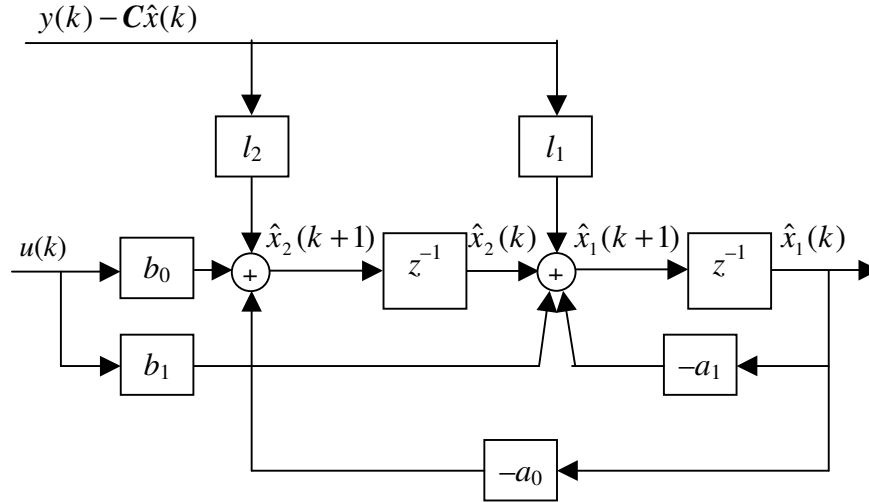 y(k) − Cx̂(k)
l₂
l₁
u(k)
b₀
+
x̂₂(k+1)
z⁻¹
x̂₂(k)
+
x̂₁(k+1)
z⁻¹
x̂₁(k)
b₁
−a₁
−a₀